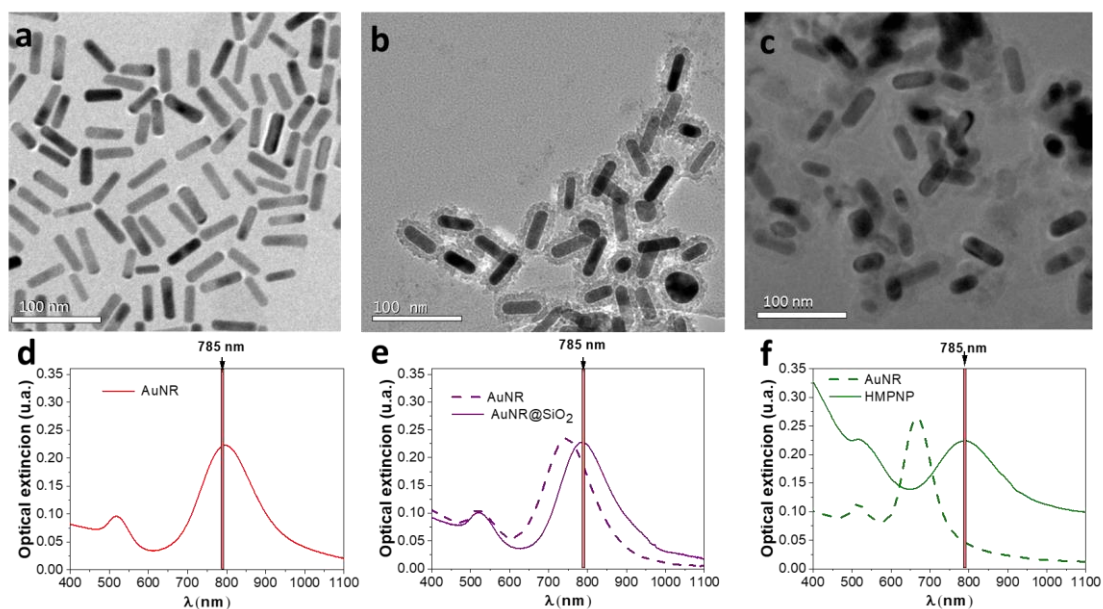 a
b
c
100 nm
100 nm
100 nm
d
785 nm
e
785 nm
f
785 nm
AuNR
AuNR
AuNR@SiO2
AuNR
HMPNP
Optical extincion (u.a.)
0.35
0.30
0.25
0.20
0.15
0.10
0.05
0.00
400 500 600 700 800 900 1000 1100
λ(nm)
Optical extincion (u.a.)
0.35
0.30
0.25
0.20
0.15
0.10
0.05
0.00
400 500 600 700 800 900 1000 1100
λ(nm)
Optical extincion (u.a.)
0.35
0.30
0.25
0.20
0.15
0.10
0.05
0.00
400 500 600 700 800 900 1000 1100
λ(nm)